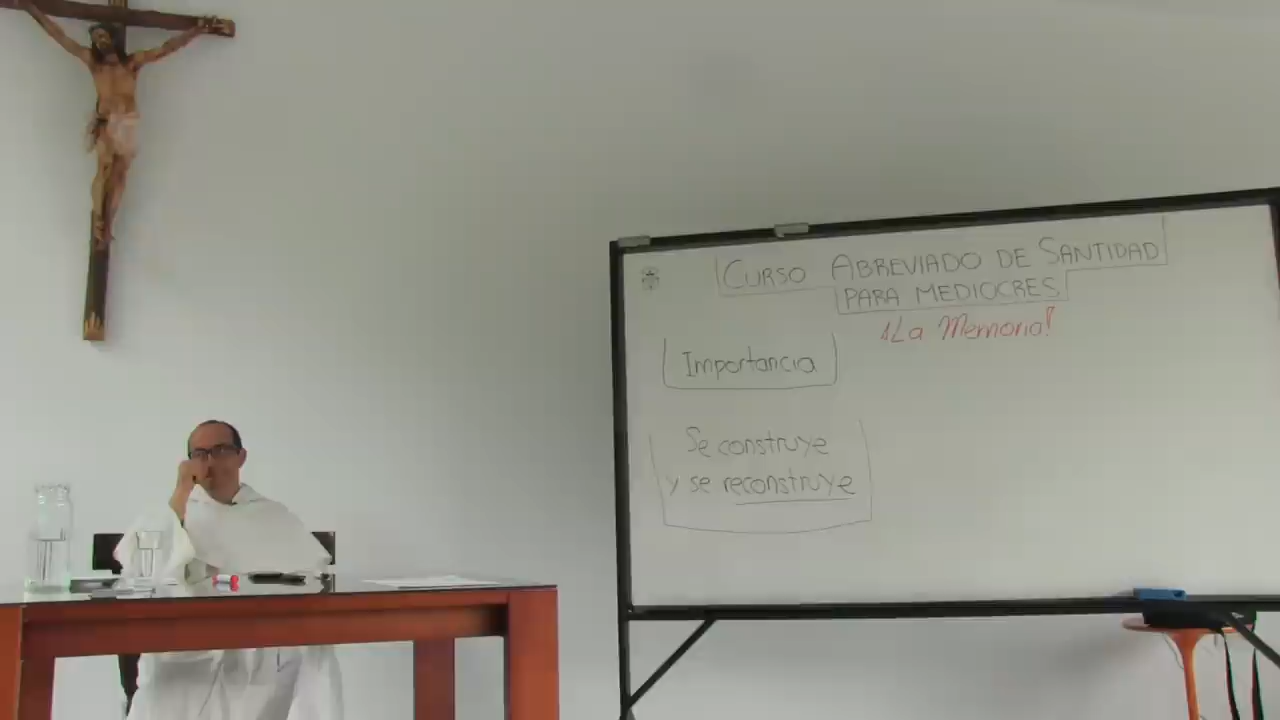 CURSO ABREVIADO DE SANTIDAD
PARA MEDIOCRES
¡La Memoria!
Importancia
Se construye
y se reconstruye